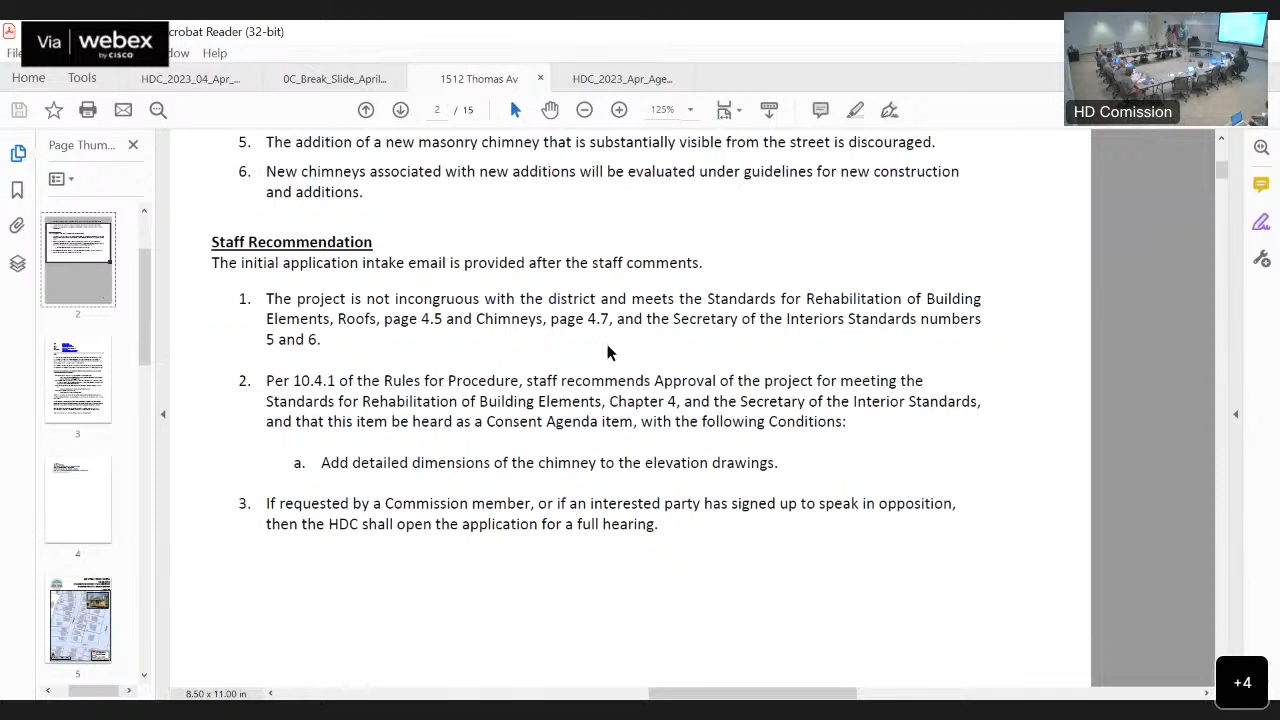 Via webex by CISCO
crobat Reader (32-bit)
dow Help
Home Tools HDC_2023_04_Apr_... 0C_Break_Slide_April... 1512 Thomas Av × HDC_2023_Apr_Age...
2 / 15 125%
HD Comission
Page Thum...
2
3
4
5
5. The addition of a new masonry chimney that is substantially visible from the street is discouraged.
6. New chimneys associated with new additions will be evaluated under guidelines for new construction
and additions.
Staff Recommendation
The initial application intake email is provided after the staff comments.
1. The project is not incongruous with the district and meets the Standards for Rehabilitation of Building
Elements, Roofs, page 4.5 and Chimneys, page 4.7, and the Secretary of the Interiors Standards numbers
5 and 6.
2. Per 10.4.1 of the Rules for Procedure, staff recommends Approval of the project for meeting the
Standards for Rehabilitation of Building Elements, Chapter 4, and the Secretary of the Interior Standards,
and that this item be heard as a Consent Agenda item, with the following Conditions:
a. Add detailed dimensions of the chimney to the elevation drawings.
3. If requested by a Commission member, or if an interested party has signed up to speak in opposition,
then the HDC shall open the application for a full hearing.
8.50 x 11.00 in
+4